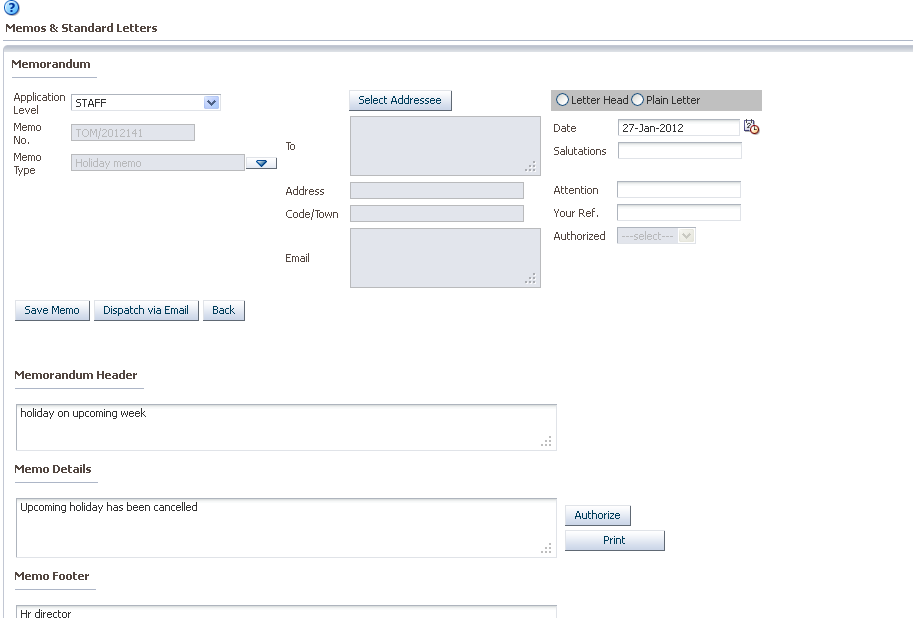 ?
Memos & Standard Letters
Memorandum
Application Level
STAFF
Memo No.
TOM/2012141
Memo Type
Holiday memo
Select Addressee
To
Address
Code/Town
Email
Letter Head Plain Letter
Date
27-Jan-2012
Salutations
Attention
Your Ref.
Authorized
---select---
Save Memo Dispatch via Email Back
Memorandum Header
holiday on upcoming week
Memo Details
Upcoming holiday has been cancelled
Authorize
Print
Memo Footer
Hr director